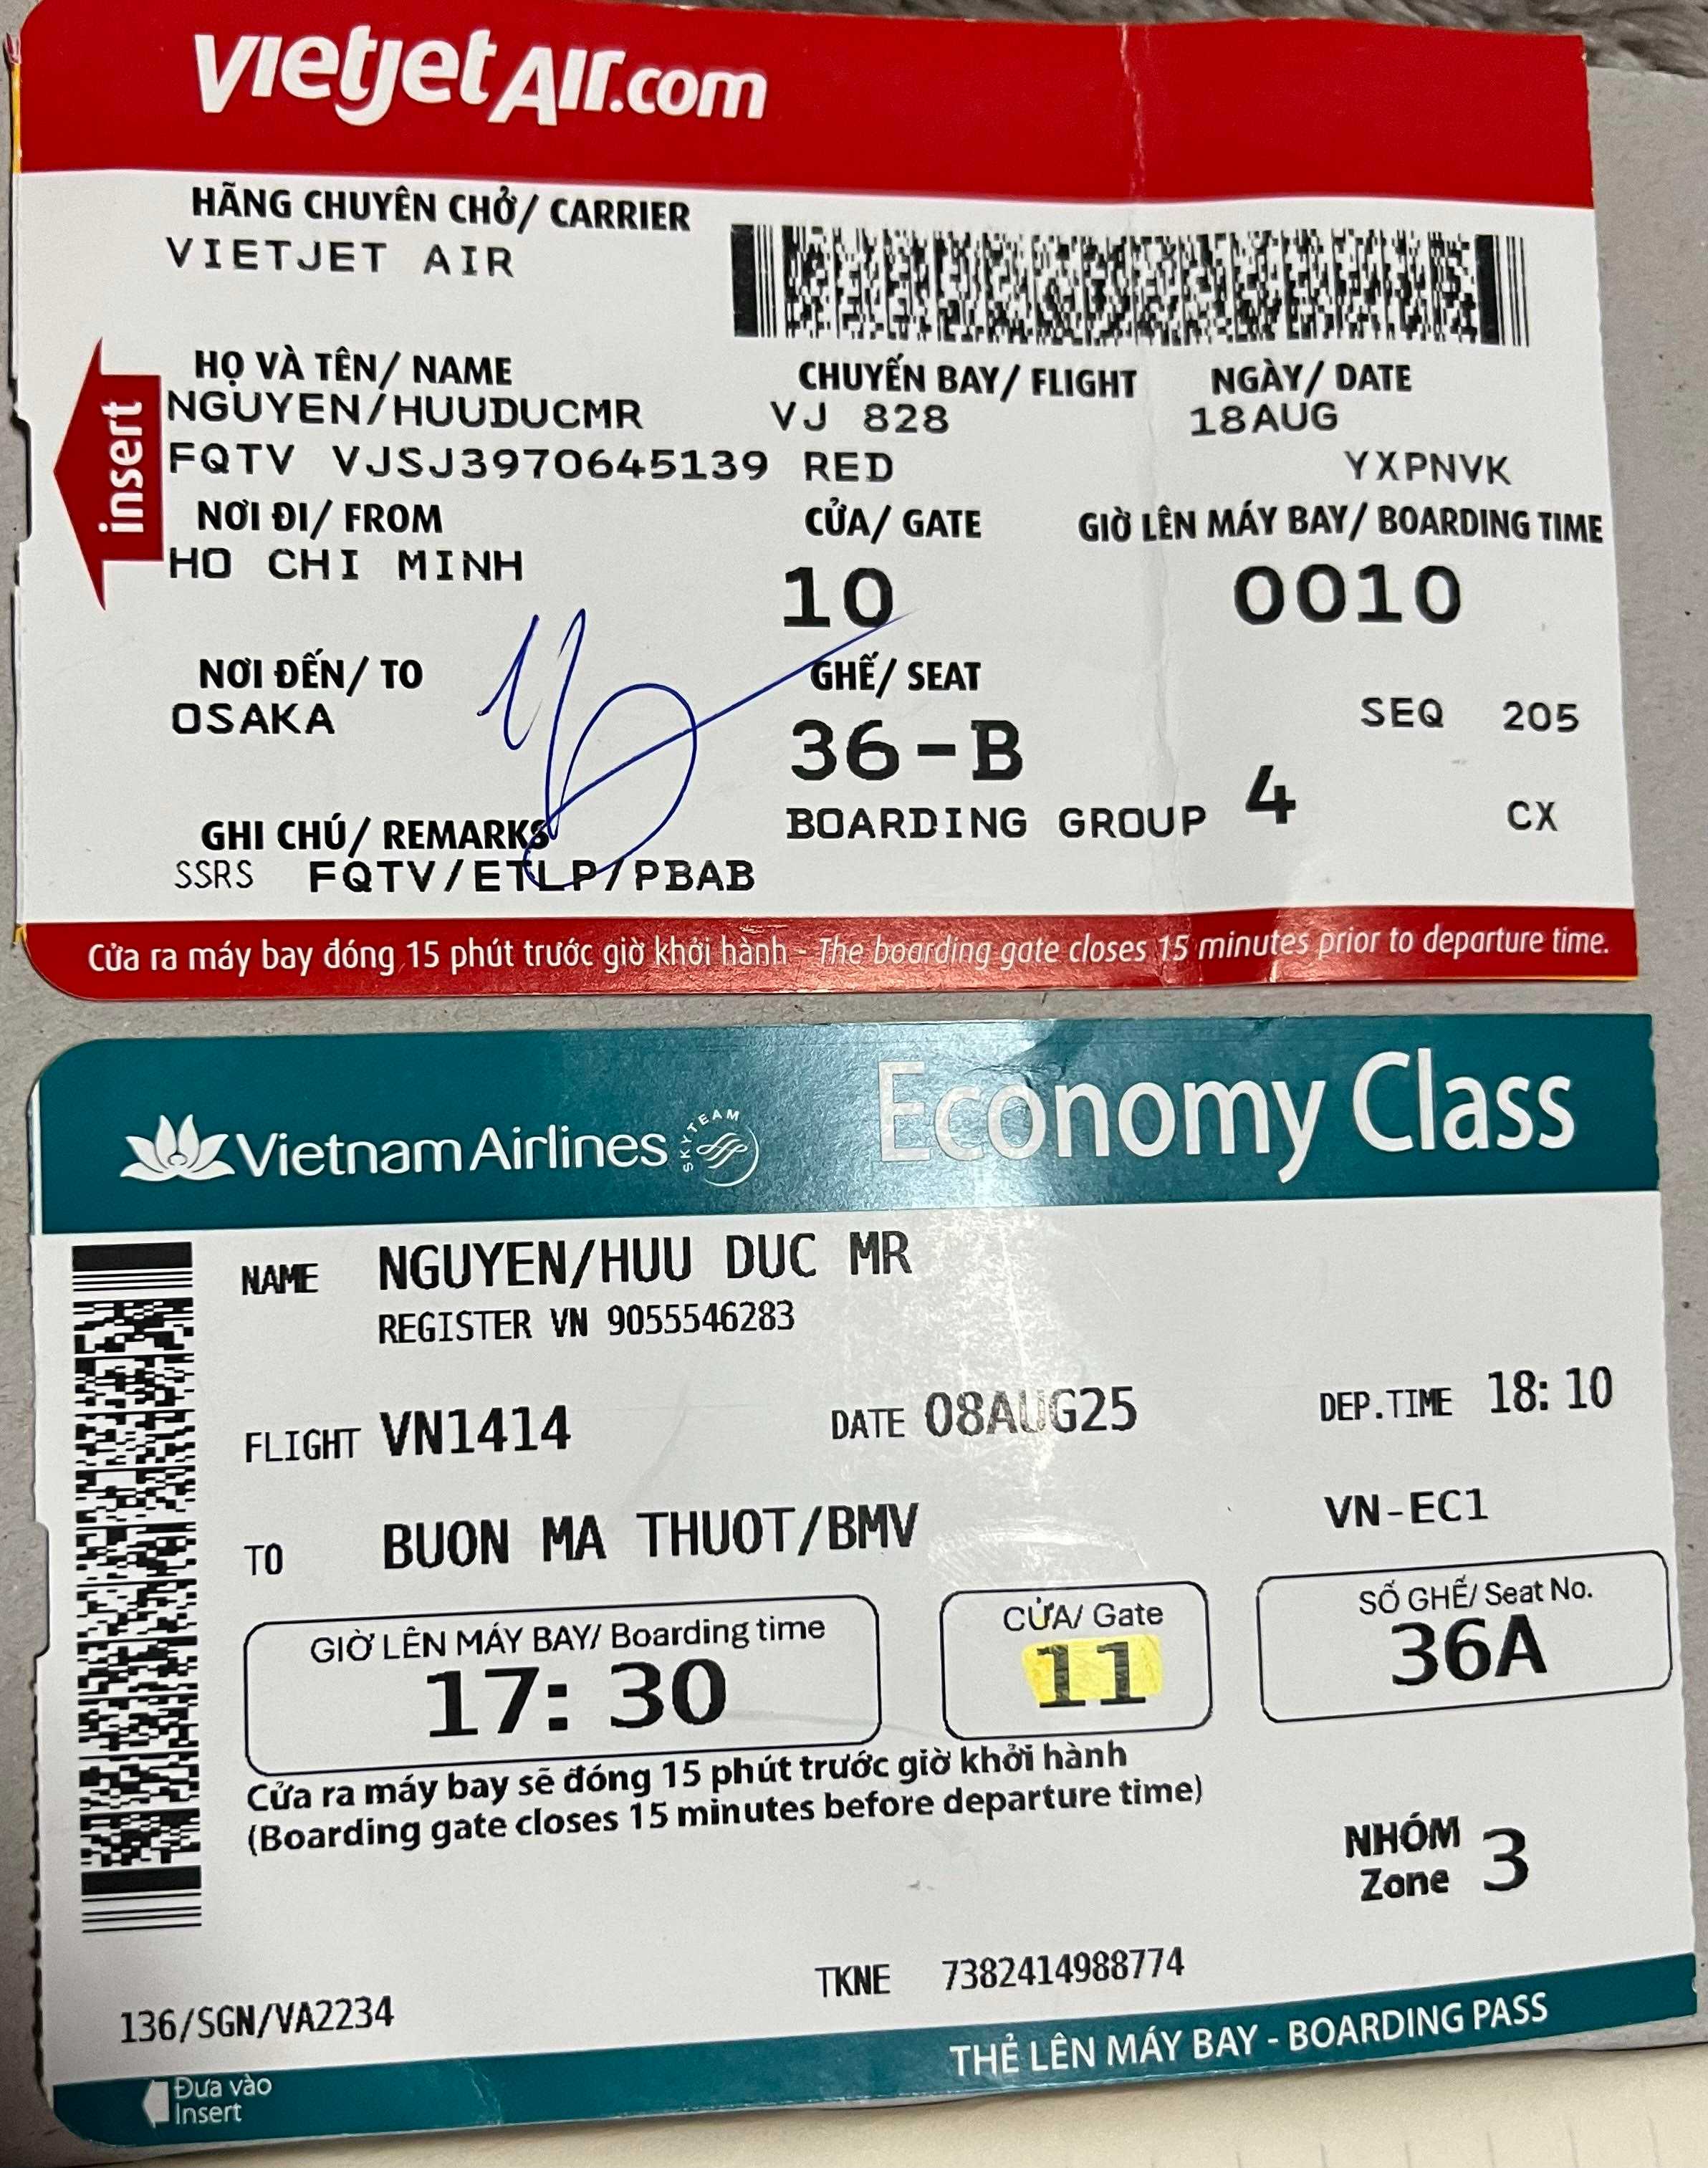 vietjet Air.com
HÃNG CHUYÊN CHỞ/ CARRIER
VIETJET AIR
insert
HỌ VÀ TÊN/ NAME CHUYẾN BAY/ FLIGHT NGÀY/ DATE
NGUYEN/HUUDUCMR VJ 828 18AUG
FQTV VJSJ3970645139 RED YXPNVK
NƠI ĐI/ FROM CỬA/ GATE GIỜ LÊN MÁY BAY/ BOARDING TIME
HO CHI MINH 10 0010
NƠI ĐẾN/ TO GHẾ/ SEAT
OSAKA 36-B SEQ 205
GHI CHÚ/ REMARKS BOARDING GROUP 4 CX
SSRS FQTV/ETLP/PBAB
Cửa ra máy bay đóng 15 phút trước giờ khởi hành - The boarding gate closes 15 minutes prior to departure time.
Vietnam Airlines SKYTEAM Economy Class
NAME NGUYEN/HUU DUC MR
REGISTER VN 9055546283
FLIGHT VN1414 DATE 08AUG25 DEP.TIME 18:10
TO BUON MA THUOT/BMV VN-EC1
GIỜ LÊN MÁY BAY/ Boarding time CỬA/ Gate SỐ GHẾ/ Seat No.
17:30 11 36A
Cửa ra máy bay sẽ đóng 15 phút trước giờ khởi hành
(Boarding gate closes 15 minutes before departure time)
NHÓM
Zone 3
TKNE 7382414988774
136/SGN/VA2234
THẺ LÊN MÁY BAY - BOARDING PASS
Đưa vào
Insert